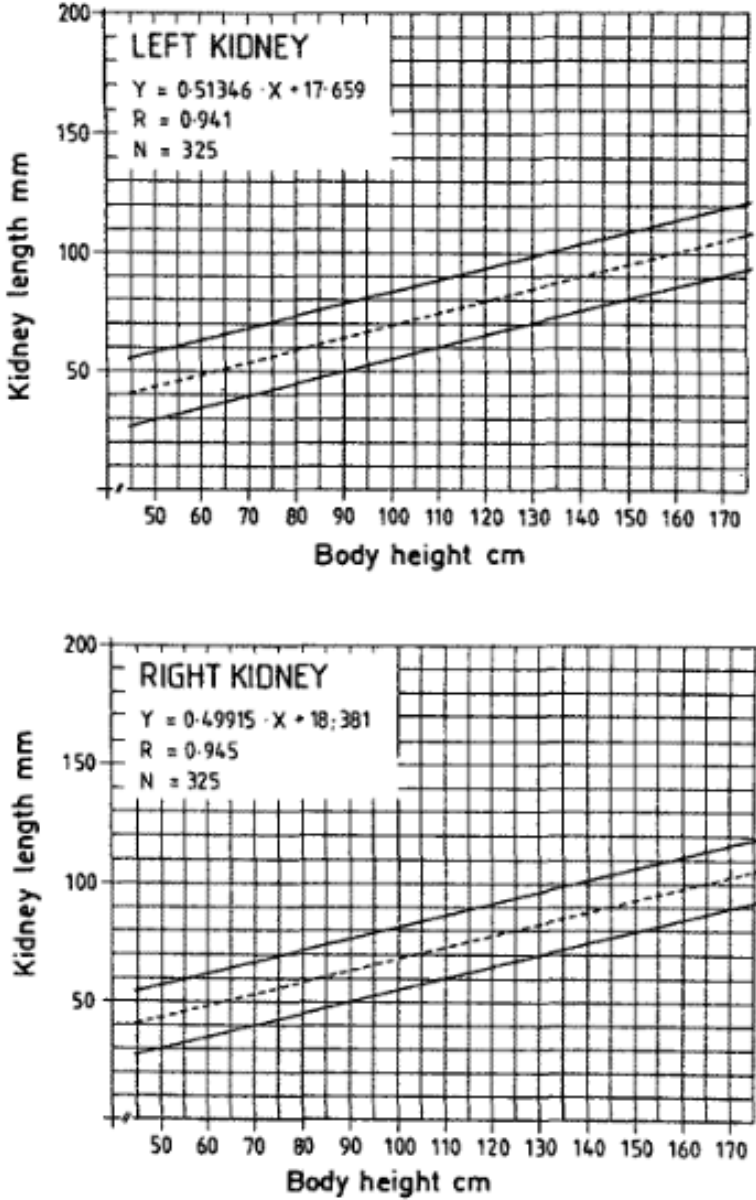 200
LEFT KIDNEY
Y = 0·51346 · X + 17·659
R = 0·941
N = 325
150
100
50
Kidney length mm
50 60 70 80 90 100 110 120 130 140 150 160 170
Body height cm
200
RIGHT KIDNEY
Y = 0·49915 · X + 18;381
R = 0·945
N = 325
150
100
50
Kidney length mm
50 60 70 80 90 100 110 120 130 140 150 160 170
Body height cm